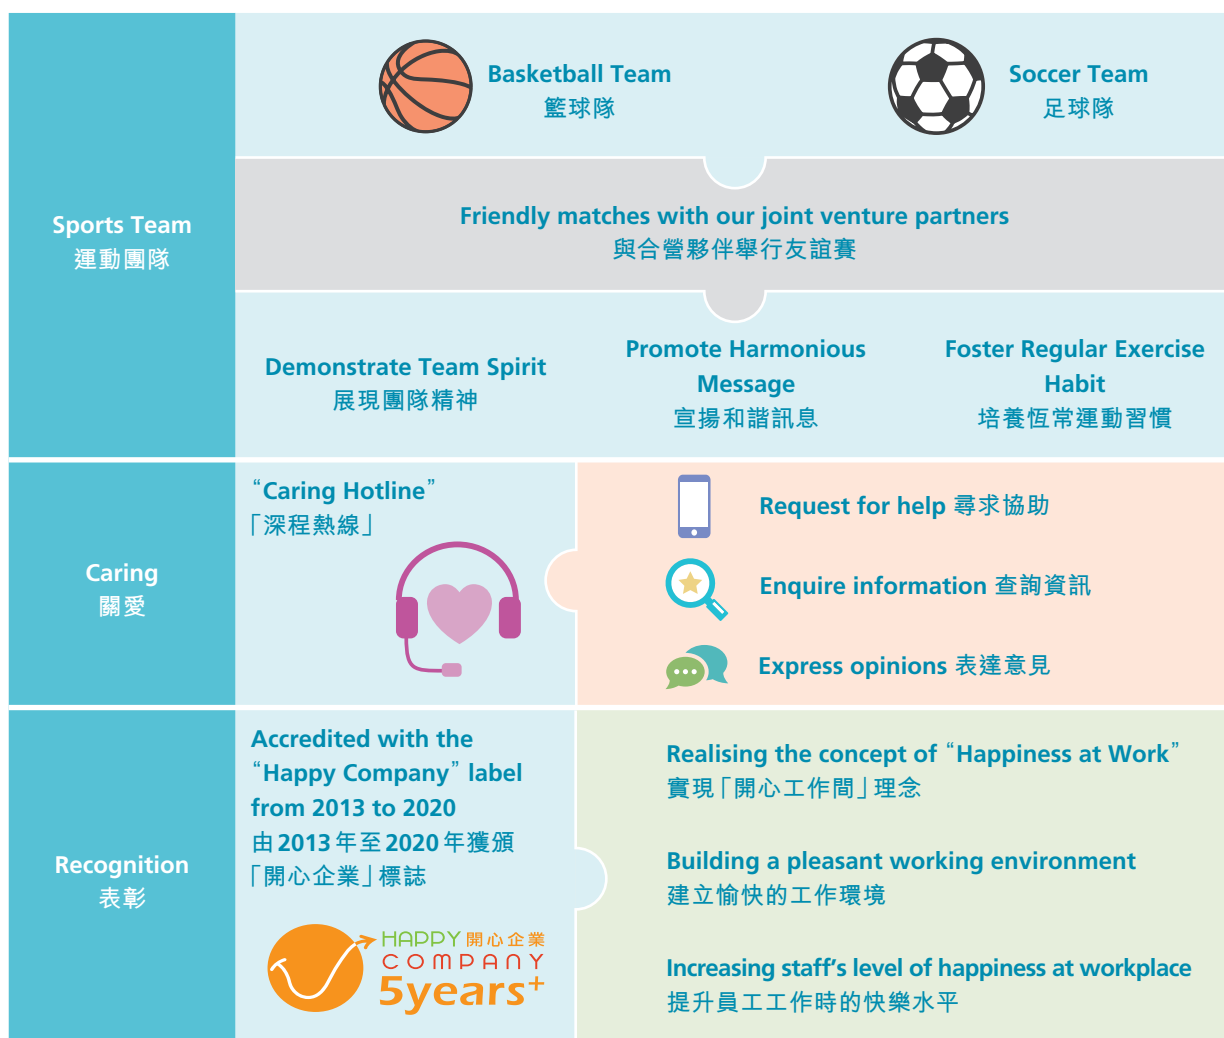 Sports Team
運動團隊
Basketball Team
籃球隊
Soccer Team
足球隊
Friendly matches with our joint venture partners
與合營夥伴舉行友誼賽
Demonstrate Team Spirit
展現團隊精神
Promote Harmonious
Message
宣揚和諧訊息
Foster Regular Exercise
Habit
培養恆常運動習慣
Caring
關愛
“Caring Hotline”
「深程熱線」
Request for help 尋求協助
Enquire information 查詢資訊
Express opinions 表達意見
Recognition
表彰
Accredited with the
“Happy Company” label
from 2013 to 2020
由2013年至2020年獲頒
「開心企業」標誌
HAPPY開心企業
COMPANY
5years+
Realising the concept of “Happiness at Work”
實現「開心工作間」理念
Building a pleasant working environment
建立愉快的工作環境
Increasing staff’s level of happiness at workplace
提升員工工作時的快樂水平